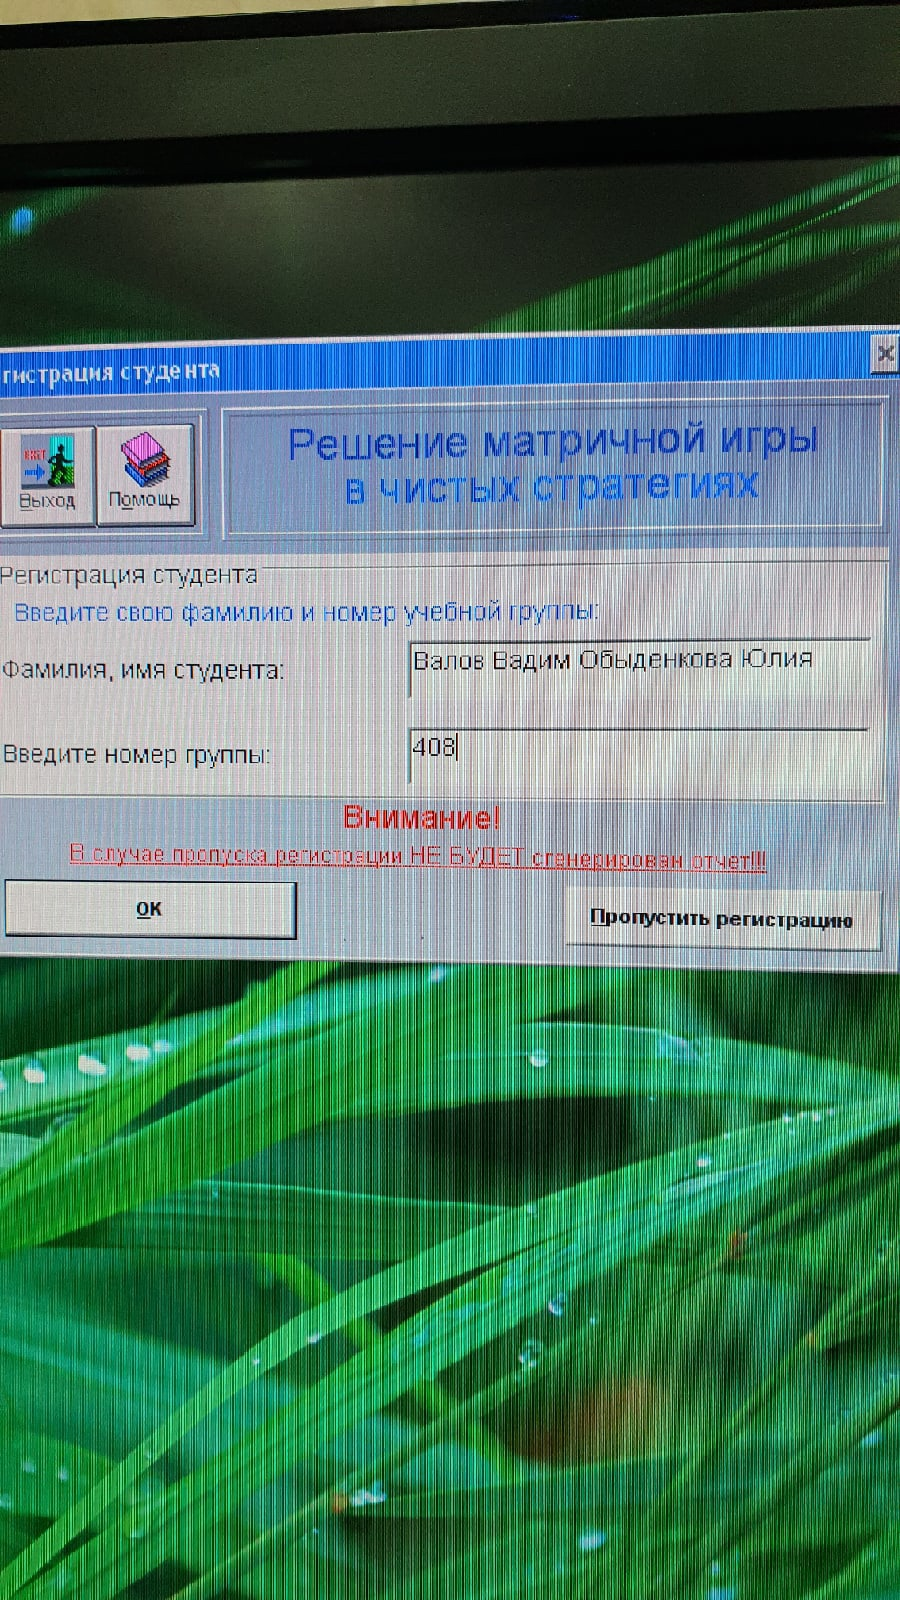 гистрация студента
EXIT
Выход
Помощь
Решение матричной игры
в чистых стратегиях
Регистрация студента
Введите свою фамилию и номер учебной группы:
Фамилия, имя студента:
Валов Вадим Обыденкова Юлия
Введите номер группы:
408
Внимание!
В случае пропуска регистрации НЕ БУДЕТ сгенерирован отчет!!!
ОК
Пропустить регистрацию